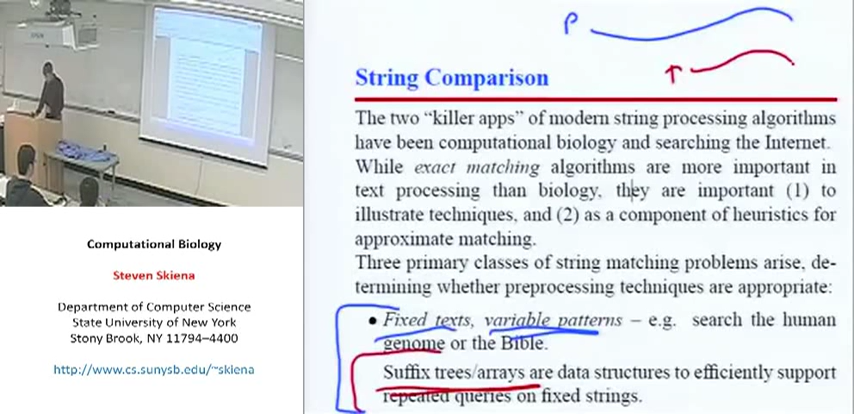 P
String Comparison
The two “killer apps” of modern string processing algorithms
have been computational biology and searching the Internet.
While exact matching algorithms are more important in
text processing than biology, they are important (1) to
illustrate techniques, and (2) as a component of heuristics for
approximate matching.
Three primary classes of string matching problems arise, de-
termining whether preprocessing techniques are appropriate:
• Fixed texts, variable patterns – e.g. search the human
genome or the Bible.
Suffix trees/arrays are data structures to efficiently support
repeated queries on fixed strings.
Computational Biology
Steven Skiena
Department of Computer Science
State University of New York
Stony Brook, NY 11794–4400
http://www.cs.sunysb.edu/~skiena